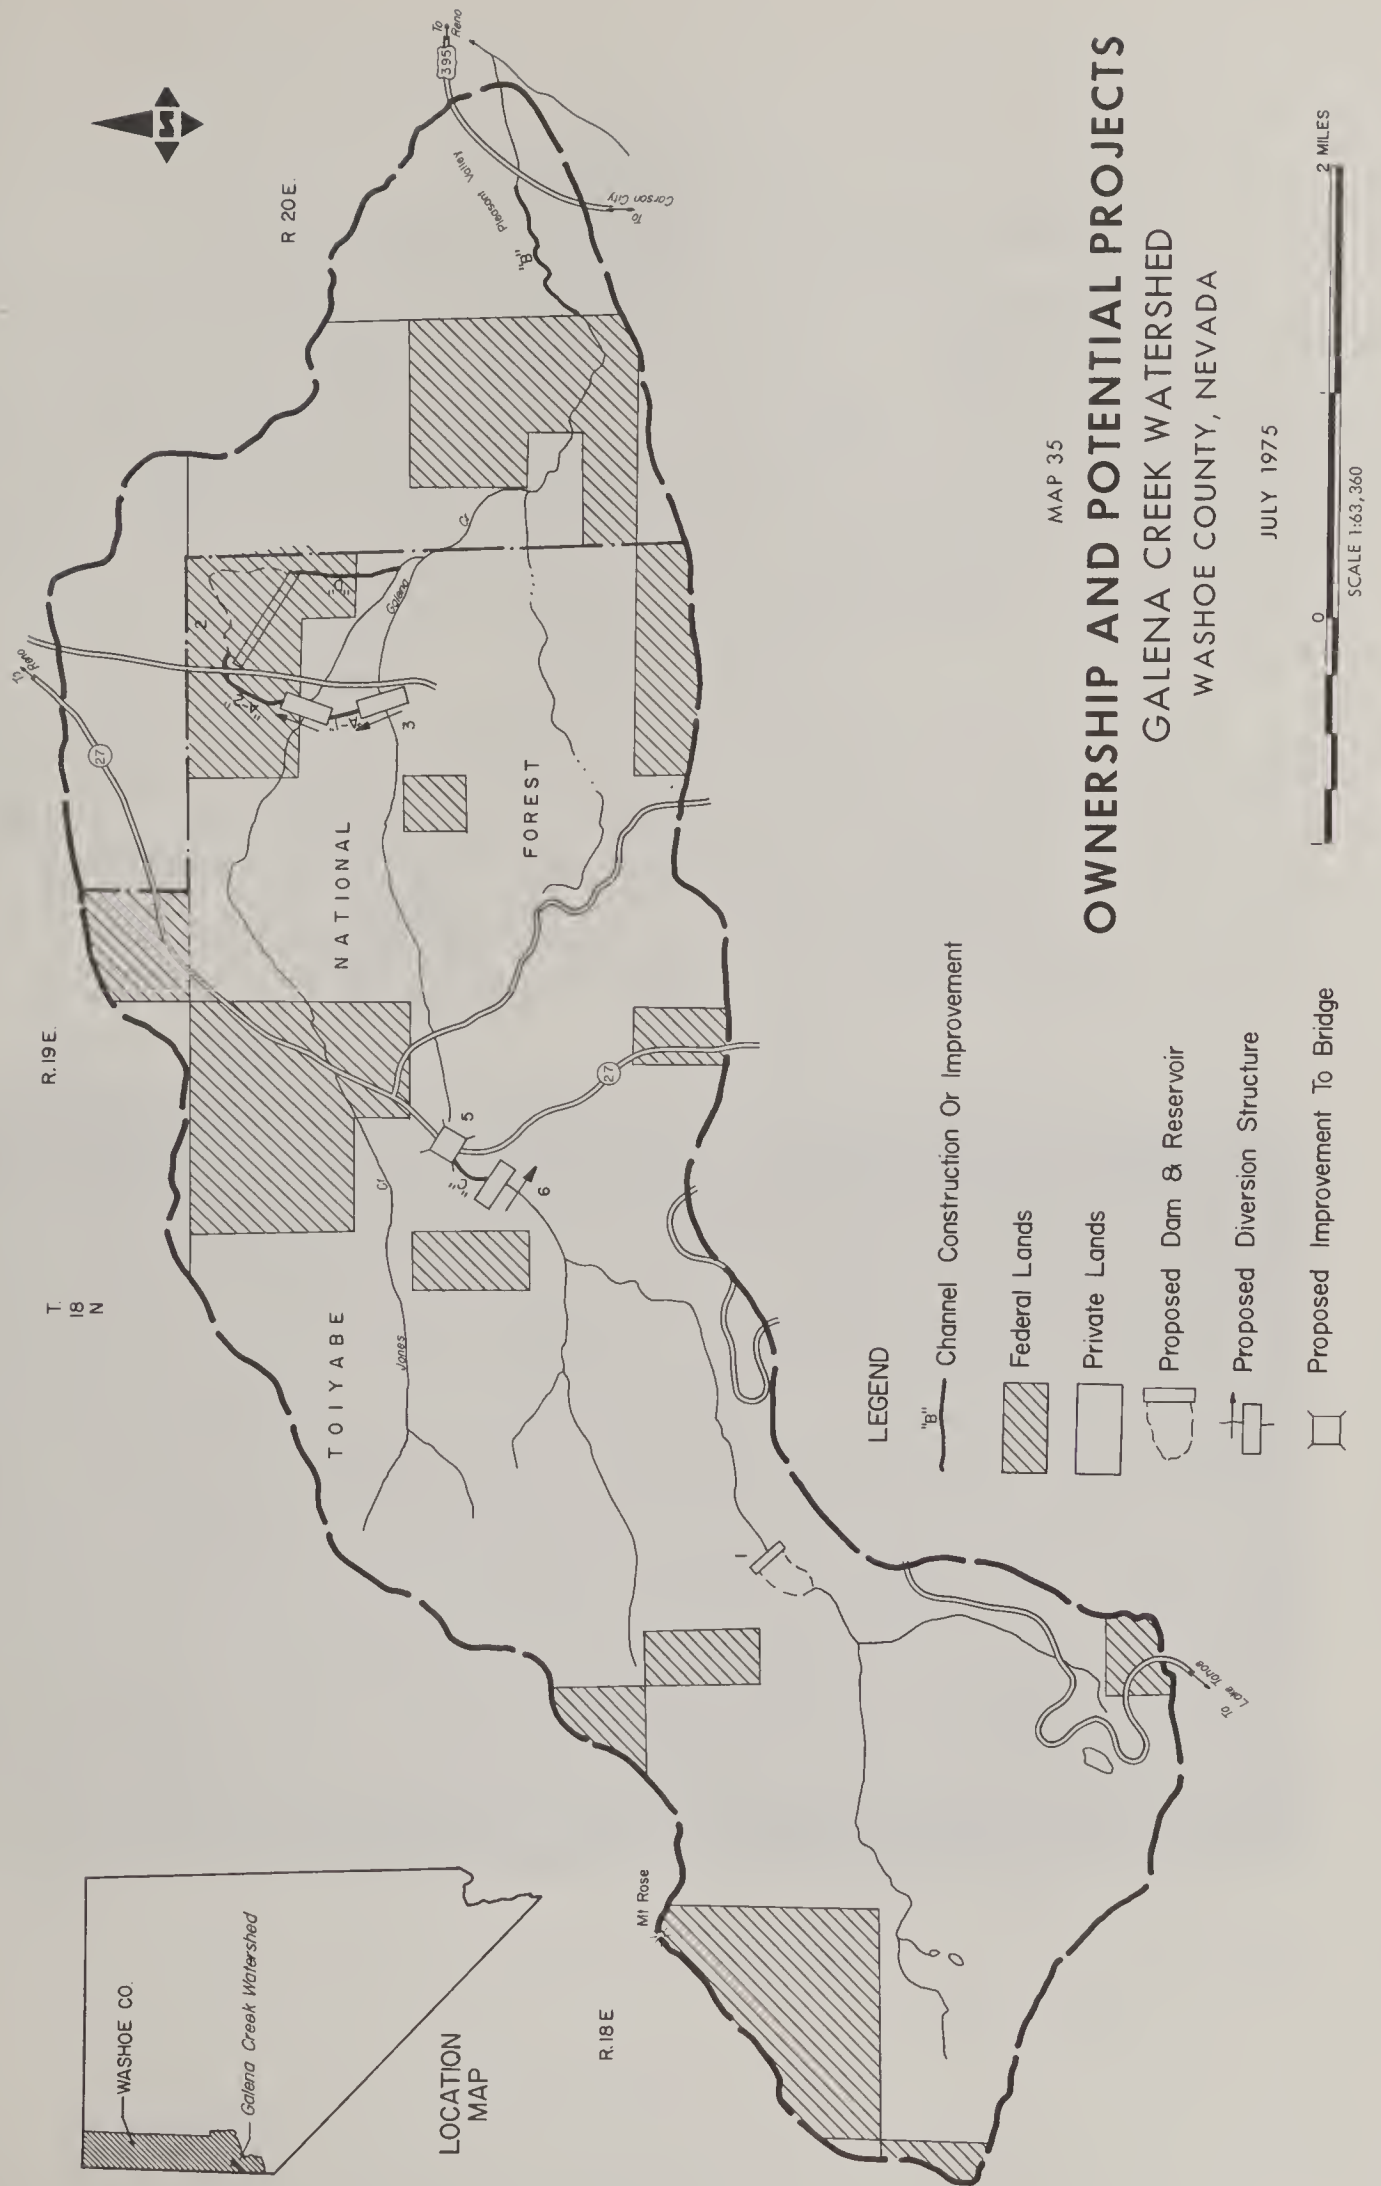 MAP 35
OWNERSHIP AND POTENTIAL PROJECTS
GALENA CREEK WATERSHED
WASHOE COUNTY, NEVADA
JULY 1975
1
0
1
2 MILES
SCALE 1:63,360
LEGEND
"B"
Channel Construction Or Improvement
Federal Lands
Private Lands
Proposed Dam & Reservoir
Proposed Diversion Structure
Proposed Improvement To Bridge
LOCATION
MAP
WASHOE CO.
Galena Creek Watershed
N
T.
18
N
R.18E
R.19E.
R 20E.
Mt Rose
TOIYABE
NATIONAL
FOREST
Jones
Cr
Galena
Cr
Pleasant Valley
"B"
395
To
Reno
To
Carson City
To
Reno
27
27
To
Lake Tahoe
1
2
3
5
6
"A-2"
"A-1"
"C"
"D"